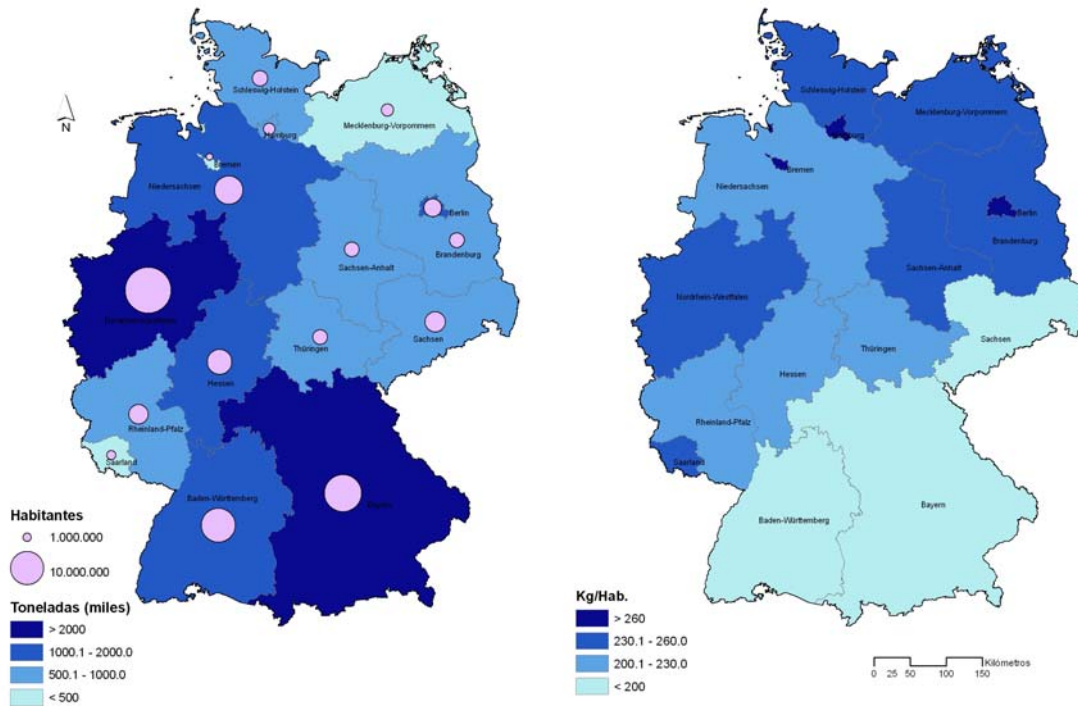 N
Schleswig-Holstein
Mecklenburg-Vorpommern
Hamburg
Bremen
Niedersachsen
Berlin
Brandenburg
Sachsen-Anhalt
Sachsen
Thüringen
Hessen
Rheinland-Pfalz
Saarland
Baden-Württemberg
Bayern
Habitantes
1.000.000
10.000.000
Toneladas (miles)
> 2000
1000.1 - 2000.0
500.1 - 1000.0
< 500
Schleswig-Holstein
Mecklenburg-Vorpommern
Hamburg
Bremen
Niedersachsen
Berlin
Brandenburg
Sachsen-Anhalt
Nordrhein-Westfalen
Sachsen
Thüringen
Hessen
Rheinland-Pfalz
Saarland
Baden-Württemberg
Bayern
Kg/Hab.
> 260
230.1 - 260.0
200.1 - 230.0
< 200
Kilómetros
0 25 50 100 150